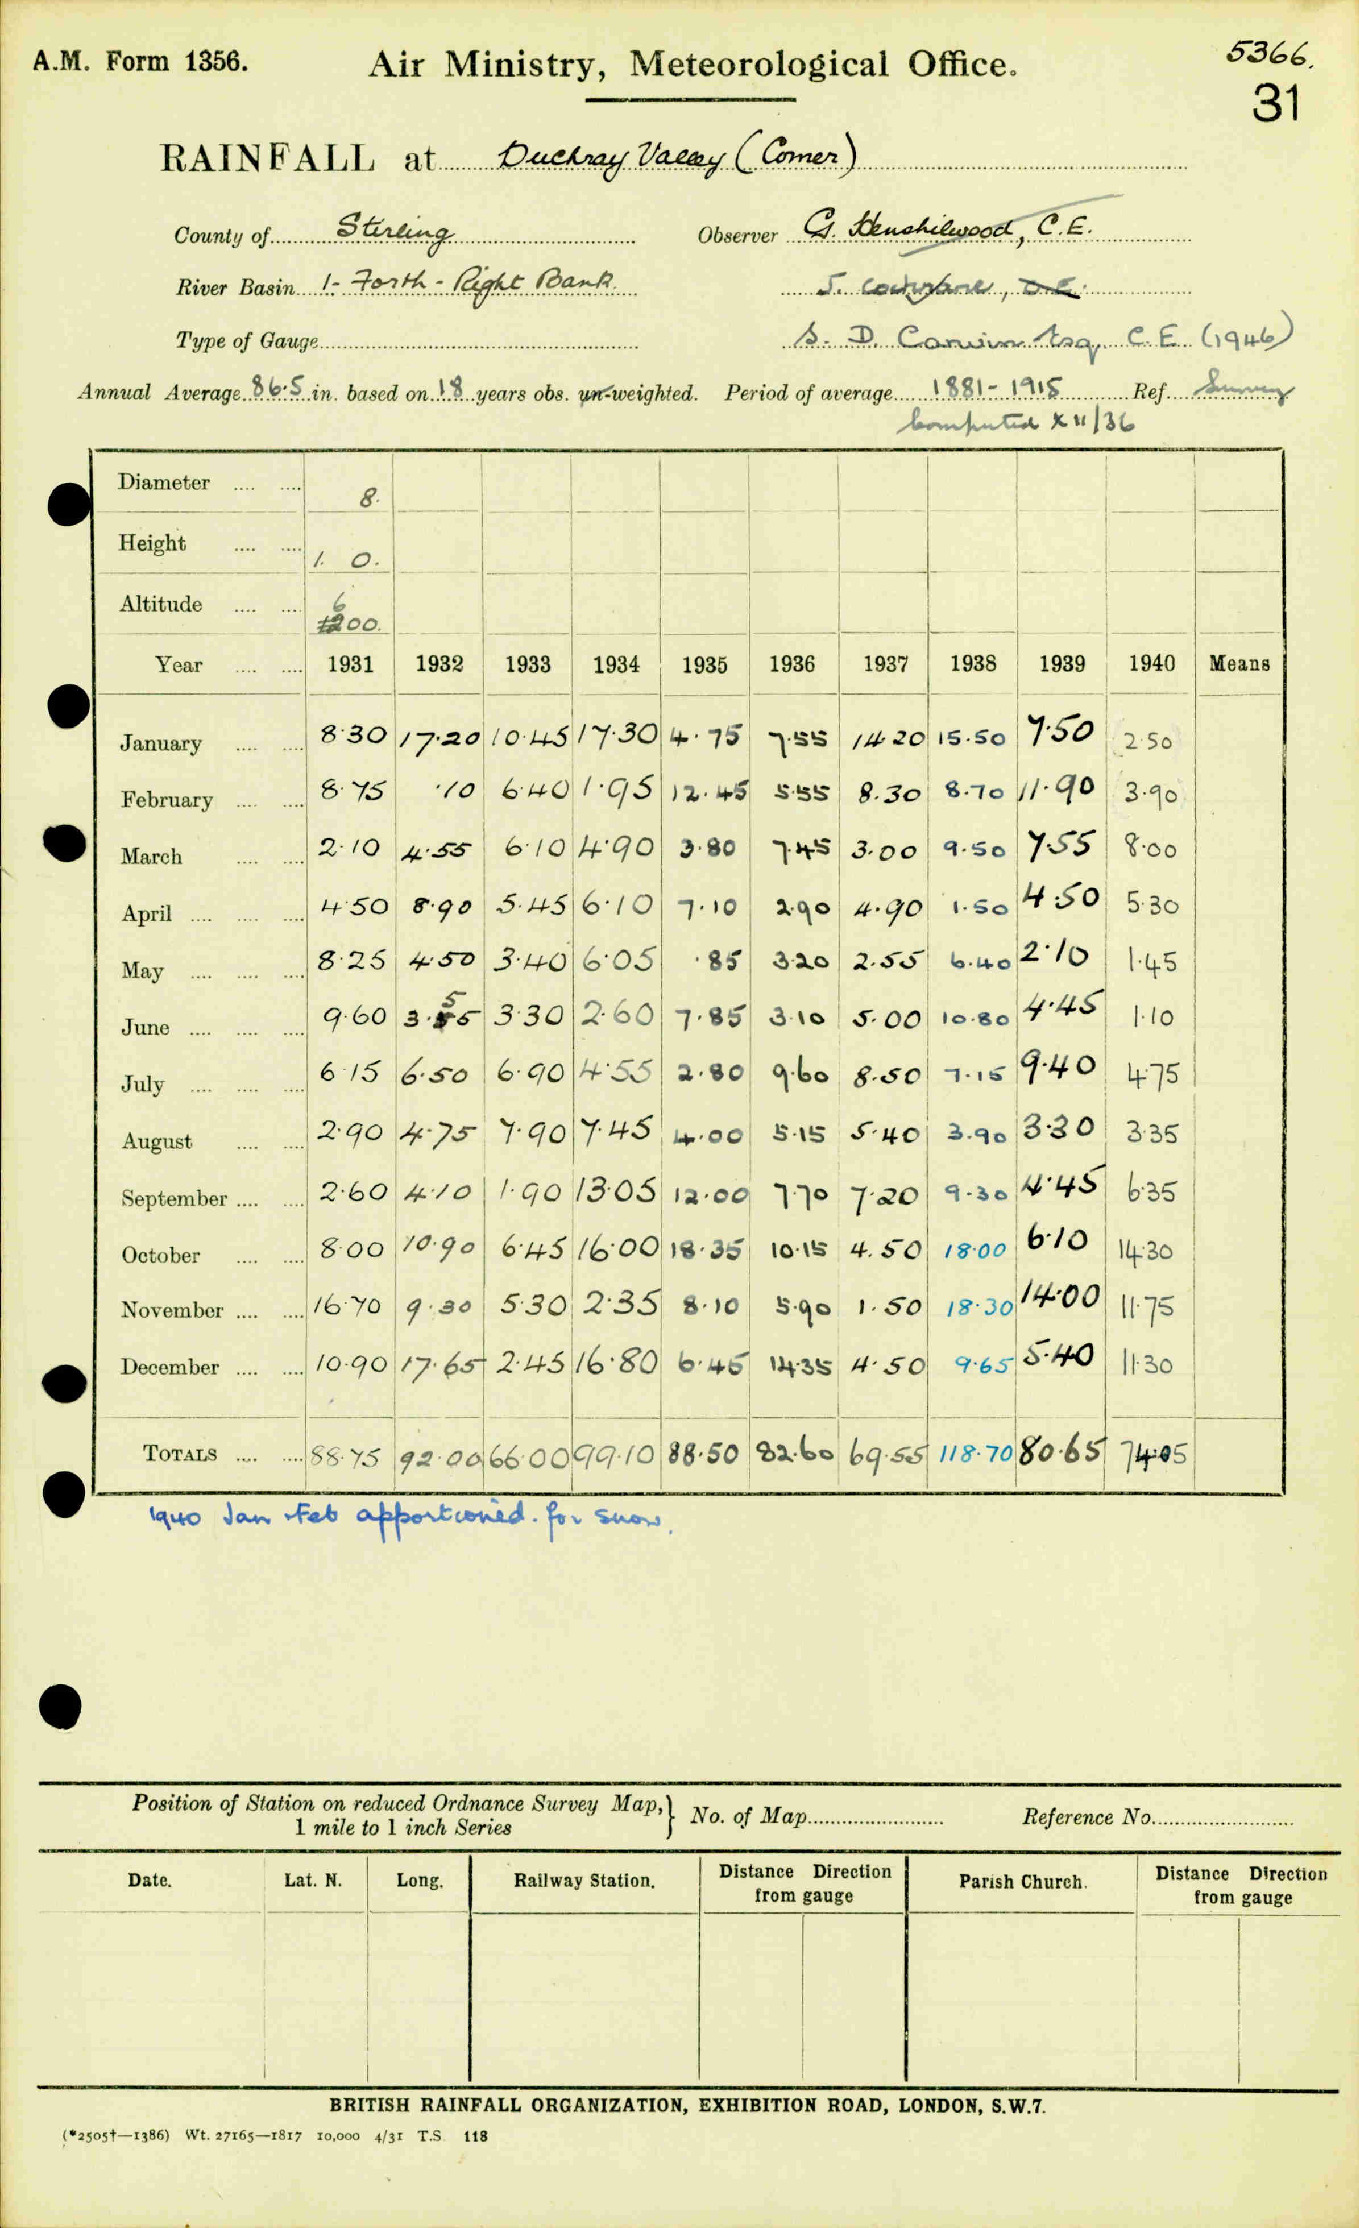 A.M. Form 1356.
Air Ministry, Meteorological Office.
5366.
31
RAINFALL at Duchray Valley (Comer)
County of Stirling
Observer G. Henshilwood, C.E.
River Basin 1- Forth - Right Bank.
J. Cochrane, C.E.
Type of Gauge
S. D. Canvin Esq. C.E. (1946)
Annual Average 86.5 in. based on 18 years obs. un-weighted. Period of average 1881-1915 Ref. Survey
Computed XII/36
Diameter 8.
Height 1. 0.
Altitude 600.
Year 1931 1932 1933 1934 1935 1936 1937 1938 1939 1940 Means
January 8.30 17.20 10.45 17.30 4.75 7.55 14.20 15.50 7.50 2.50
February 8.75 .10 6.40 1.95 12.45 5.55 8.30 8.70 11.90 3.90
March 2.10 4.55 6.10 4.90 3.80 7.45 3.00 9.50 7.55 8.00
April 4.50 8.90 5.45 6.10 7.10 2.90 4.90 1.50 4.50 5.30
May 8.25 4.50 3.40 6.05 .85 3.20 2.55 6.40 2.10 1.45
June 9.60 3.55 3.30 2.60 7.85 3.10 5.00 10.80 4.45 1.10
July 6.15 6.50 6.90 4.55 2.80 9.60 8.50 7.15 9.40 4.75
August 2.90 4.75 7.90 7.45 4.00 5.15 5.40 3.90 3.30 3.35
September 2.60 4.10 1.90 13.05 12.00 7.70 7.20 9.30 4.45 6.35
October 8.00 10.90 6.45 16.00 18.35 10.15 4.50 18.00 6.10 14.30
November 16.70 9.30 5.30 2.35 8.10 5.90 1.50 18.30 14.00 11.75
December 10.90 17.65 2.45 16.80 6.45 14.35 4.50 9.65 5.40 11.30
TOTALS 88.75 92.00 66.00 99.10 88.50 82.60 69.55 118.70 80.65 74.05
1940 Jan & Feb apportioned for snow.
Position of Station on reduced Ordnance Survey Map,
1 mile to 1 inch Series
No. of Map
Reference No.
Date. Lat. N. Long. Railway Station. Distance Direction from gauge Parish Church. Distance Direction from gauge
BRITISH RAINFALL ORGANIZATION, EXHIBITION ROAD, LONDON, S.W.7.
(*2505†—1386) Wt. 27165—1817 10,000 4/31 T.S. 118